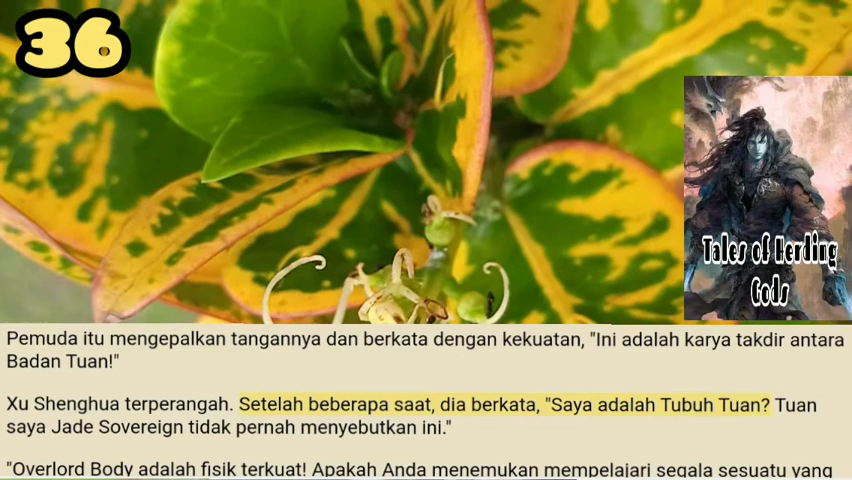 36
Tales of Herding
Gods
Pemuda itu mengepalkan tangannya dan berkata dengan kekuatan, "Ini adalah karya takdir antara
Badan Tuan!"
Xu Shenghua terperangah. Setelah beberapa saat, dia berkata, "Saya adalah Tubuh Tuan? Tuan
saya Jade Sovereign tidak pernah menyebutkan ini."
"Overlord Body adalah fisik terkuat! Apakah Anda menemukan mempelajari segala sesuatu yang